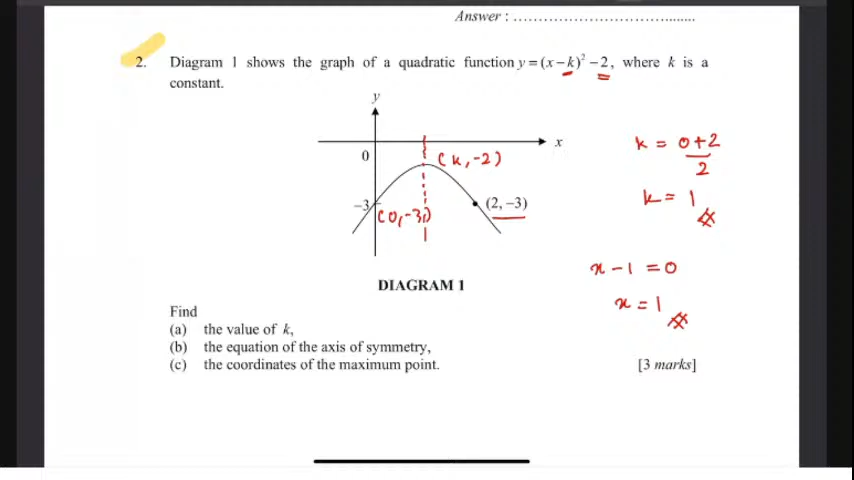 Answer : ......................................
2. Diagram 1 shows the graph of a quadratic function y = (x – k)² – 2, where k is a
constant.
y
x
0
(k, -2)
–3
(0, -3)
(2, –3)
k = 0+2
2
k = 1
x - 1 = 0
x = 1
DIAGRAM 1
Find
(a) the value of k,
(b) the equation of the axis of symmetry,
(c) the coordinates of the maximum point. [3 marks]